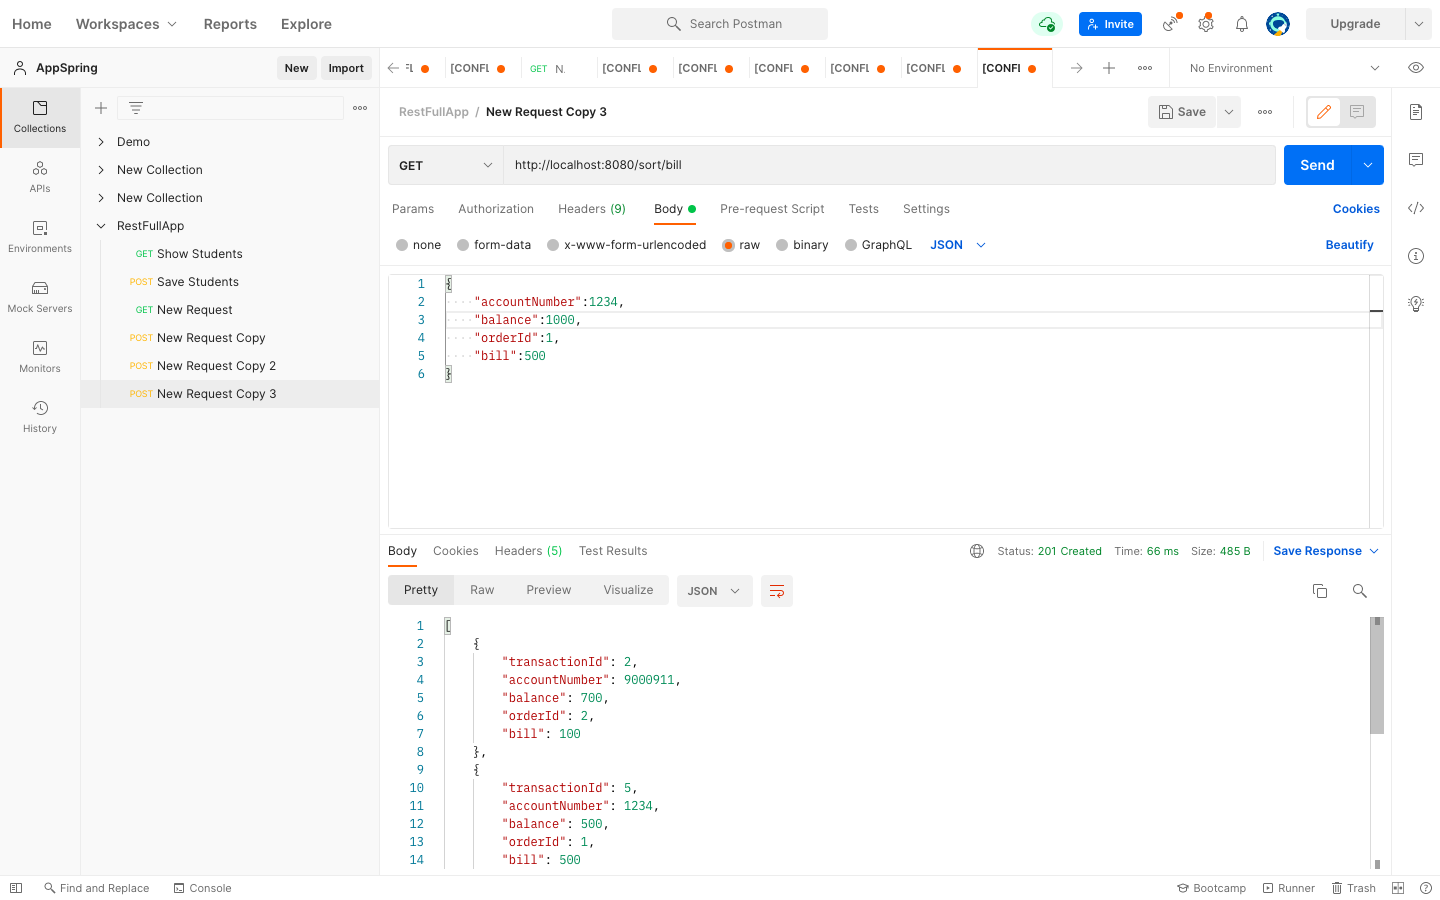 Home Workspaces Reports Explore Search Postman Invite Upgrade
AppSpring New Import [CONFL GET N. [CONFL [CONFL [CONFL [CONFL [CONFL [CONFL No Environment
RestFullApp / New Request Copy 3 Save
Collections
APIs
Environments
Mock Servers
Monitors
History
Demo
New Collection
New Collection
RestFullApp
GET Show Students
POST Save Students
GET New Request
POST New Request Copy
POST New Request Copy 2
POST New Request Copy 3
GET http://localhost:8080/sort/bill Send
Params Authorization Headers (9) Body Pre-request Script Tests Settings Cookies
none form-data x-www-form-urlencoded raw binary GraphQL JSON Beautify
1 {
2 "accountNumber":1234,
3 "balance":1000,
4 "orderId":1,
5 "bill":500
6 }
Body Cookies Headers (5) Test Results Status: 201 Created Time: 66 ms Size: 485 B Save Response
Pretty Raw Preview Visualize JSON
1 [
2 {
3 "transactionId": 2,
4 "accountNumber": 9000911,
5 "balance": 700,
6 "orderId": 2,
7 "bill": 100
8 },
9 {
10 "transactionId": 5,
11 "accountNumber": 1234,
12 "balance": 500,
13 "orderId": 1,
14 "bill": 500
Find and Replace Console Bootcamp Runner Trash